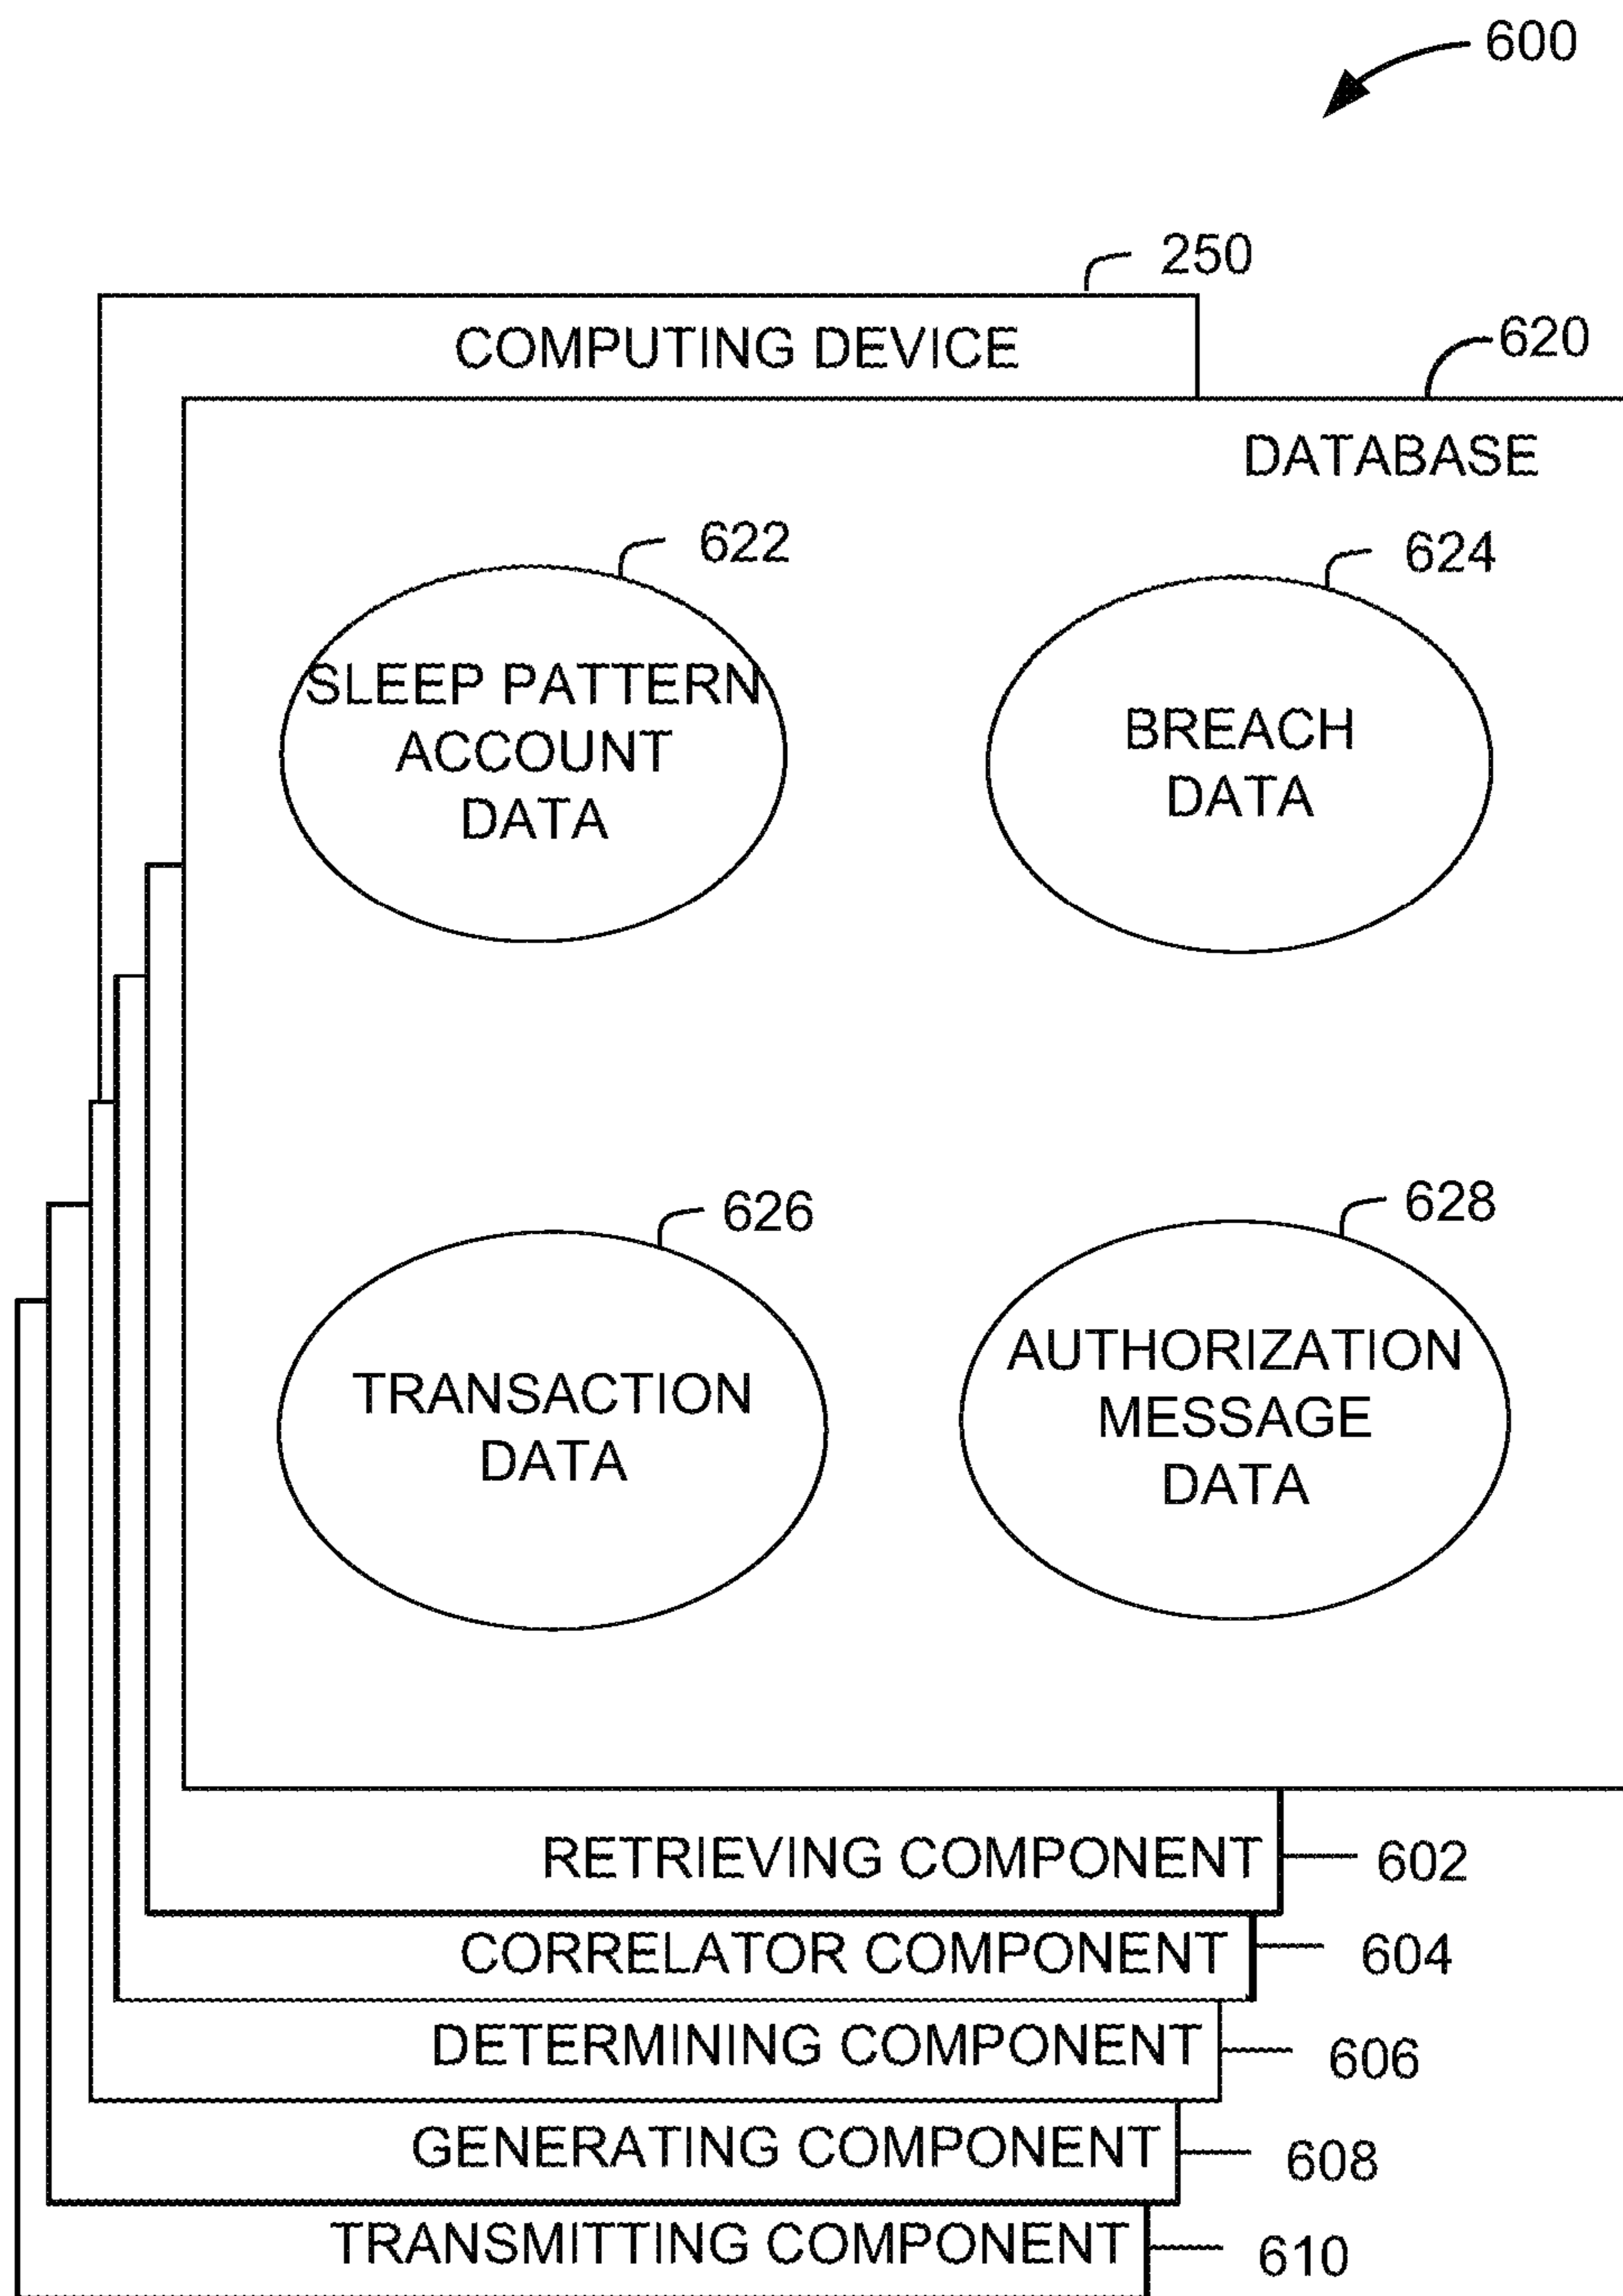 600
250
COMPUTING DEVICE
620
DATABASE
622
SLEEP PATTERN
ACCOUNT
DATA
624
BREACH
DATA
626
TRANSACTION
DATA
628
AUTHORIZATION
MESSAGE
DATA
RETRIEVING COMPONENT
602
CORRELATOR COMPONENT
604
DETERMINING COMPONENT
606
GENERATING COMPONENT
608
TRANSMITTING COMPONENT
610